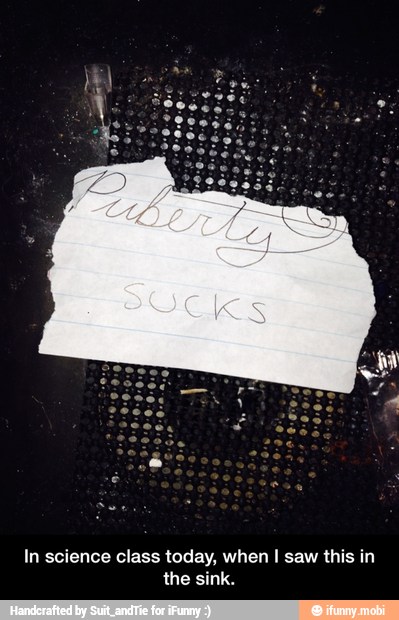 Puberty
SUCKS
In science class today, when I saw this in
the sink.
Handcrafted by Suit_andTie for iFunny :)
ifunny.mobi